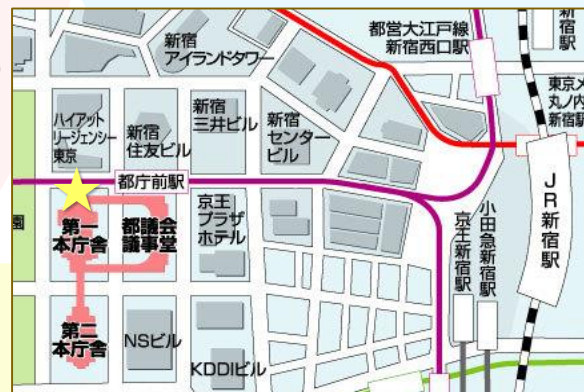 新宿
アイランドタワー
都営大江戸線
新宿西口駅
新宿
駅
ハイアット
リージェンシー
東京
新宿
住友ビル
新宿
三井ビル
新宿
センター
ビル
東京メ
丸ノ内
新宿駅
都庁前駅
園
第一
本庁舎
都議会
議事堂
京王
プラザ
ホテル
京王新宿駅
小田急新宿駅
JR新宿駅
第二
本庁舎
NSビル
KDDIビル